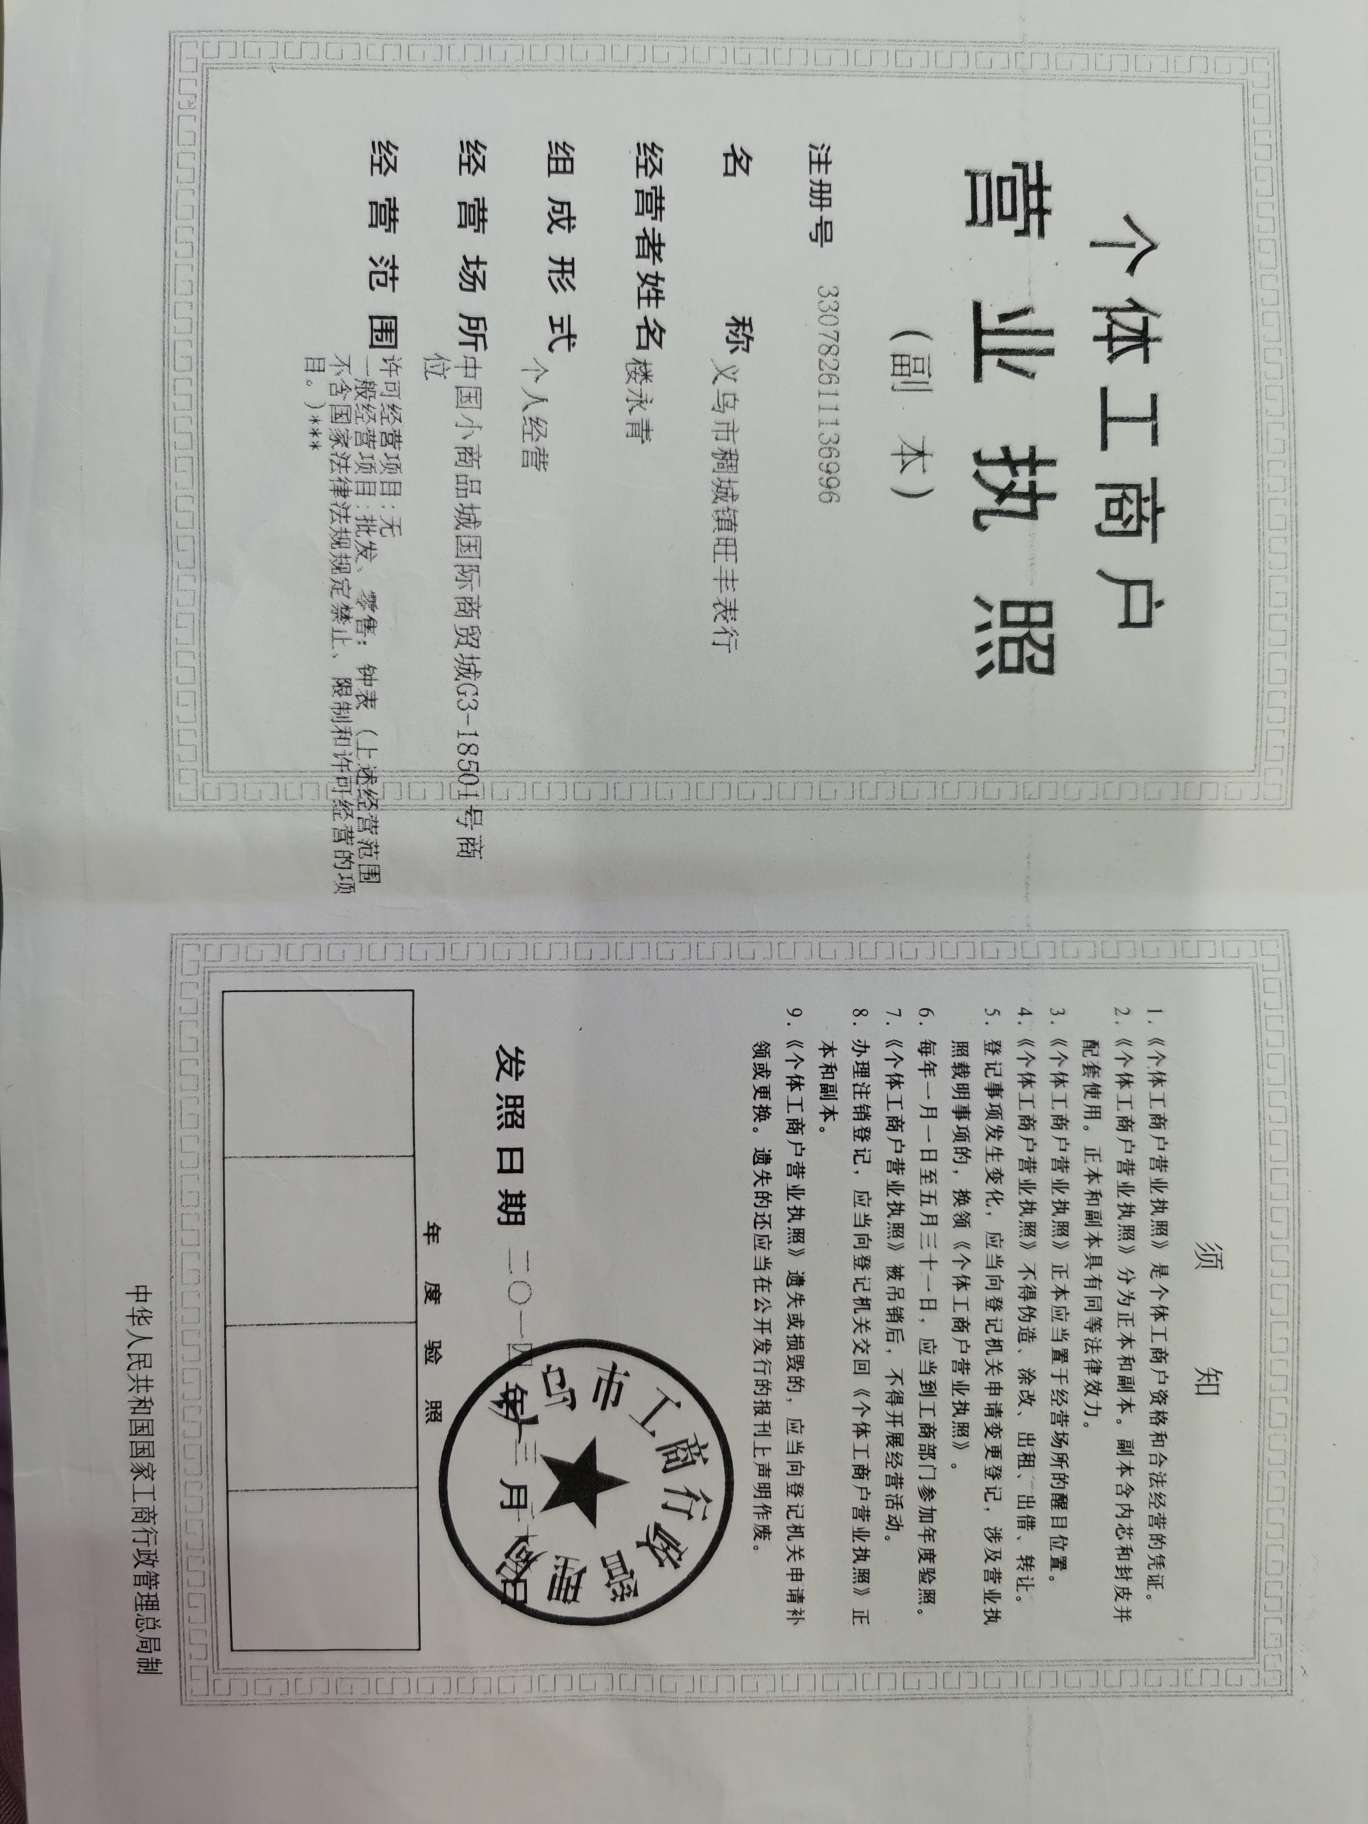 个体工商户
营业执照
（副 本）
注册号 330782611136996
名 称 义乌市稠城镇旺丰表行
经营者姓名 楼永青
组成形式 个人经营
经营场所 中国小商品城国际商贸城G3-18501号商
位
经营范围 许可经营项目:无
一般经营项目:批发、零售:钟表（上述经营范围
不含国家法律法规规定禁止、限制和许可经营的项
目。）***
须 知
1.《个体工商户营业执照》是个体工商户资格和合法经营的凭证。
2.《个体工商户营业执照》分为正本和副本。副本含内芯和封皮并
配套使用。正本和副本具有同等法律效力。
3.《个体工商户营业执照》正本应当置于经营场所的醒目位置。
4.《个体工商户营业执照》不得伪造、涂改、出租、出借、转让。
5.登记事项发生变化，应当向登记机关申请变更登记，涉及营业执
照载明事项的，换领《个体工商户营业执照》。
6.每年一月一日至五月三十一日，应当到工商部门参加年度验照。
7.《个体工商户营业执照》被吊销后，不得开展经营活动。
8.办理注销登记，应当向登记机关交回《个体工商户营业执照》正
本和副本。
9.《个体工商户营业执照》遗失或损毁的，应当向登记机关申请补
领或更换。遗失的还应当在公开发行的报刊上声明作废。
乌市工商行政管理局
发照日期 二〇一四年三月 日
年度验照
中华人民共和国国家工商行政管理总局制